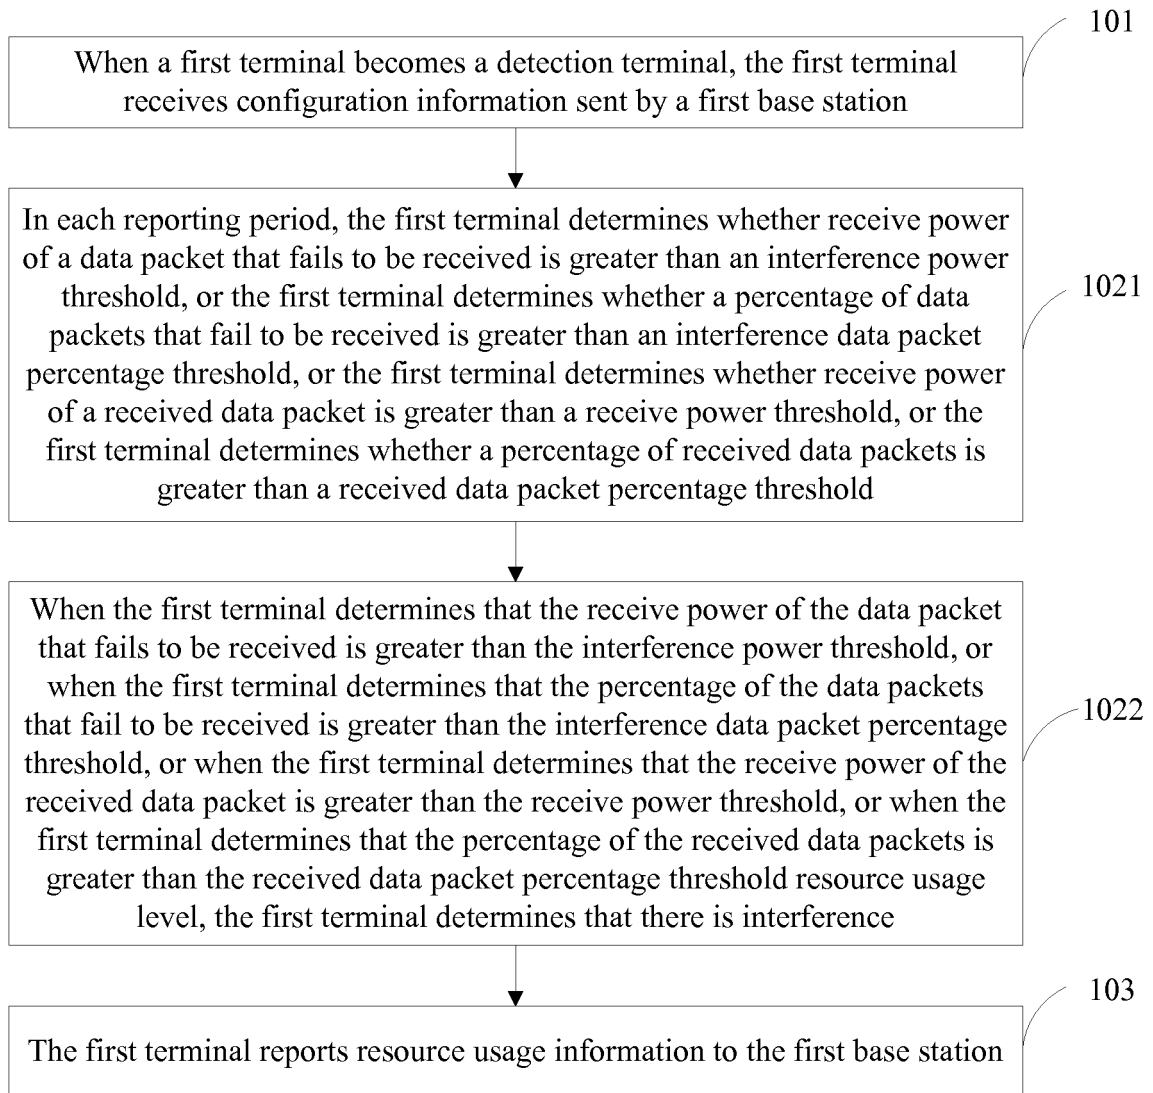 101
When a first terminal becomes a detection terminal, the first terminal
receives configuration information sent by a first base station
In each reporting period, the first terminal determines whether receive power
of a data packet that fails to be received is greater than an interference power
threshold, or the first terminal determines whether a percentage of data
packets that fail to be received is greater than an interference data packet
percentage threshold, or the first terminal determines whether receive power
of a received data packet is greater than a receive power threshold, or the
first terminal determines whether a percentage of received data packets is
greater than a received data packet percentage threshold
1021
When the first terminal determines that the receive power of the data packet
that fails to be received is greater than the interference power threshold, or
when the first terminal determines that the percentage of the data packets
that fail to be received is greater than the interference data packet percentage
threshold, or when the first terminal determines that the receive power of the
received data packet is greater than the receive power threshold, or when the
first terminal determines that the percentage of the received data packets is
greater than the received data packet percentage threshold resource usage
level, the first terminal determines that there is interference
1022
103
The first terminal reports resource usage information to the first base station